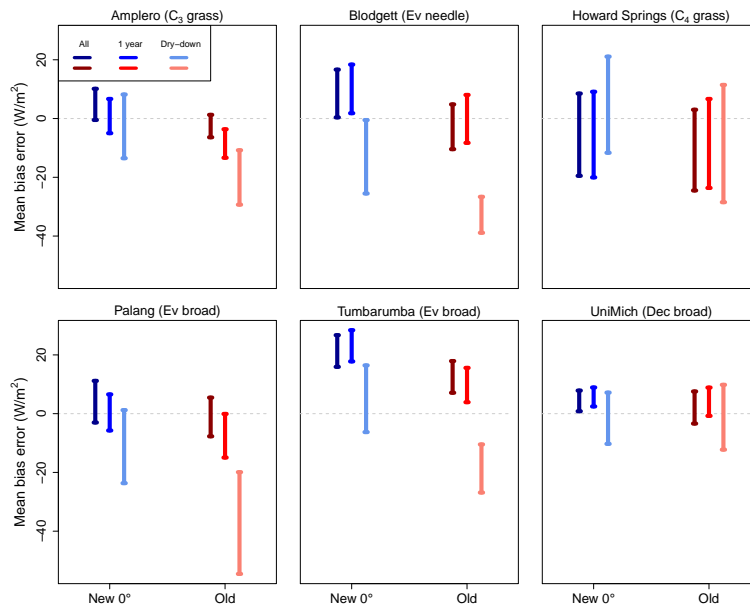 Amplero (C₃ grass)
Blodgett (Ev needle)
Howard Springs (C₄ grass)
All 1 year Dry−down
Mean bias error (W/m²)
20
0
−20
−40
Palang (Ev broad)
Tumbarumba (Ev broad)
UniMich (Dec broad)
Mean bias error (W/m²)
20
0
−20
−40
New 0° Old
New 0° Old
New 0° Old